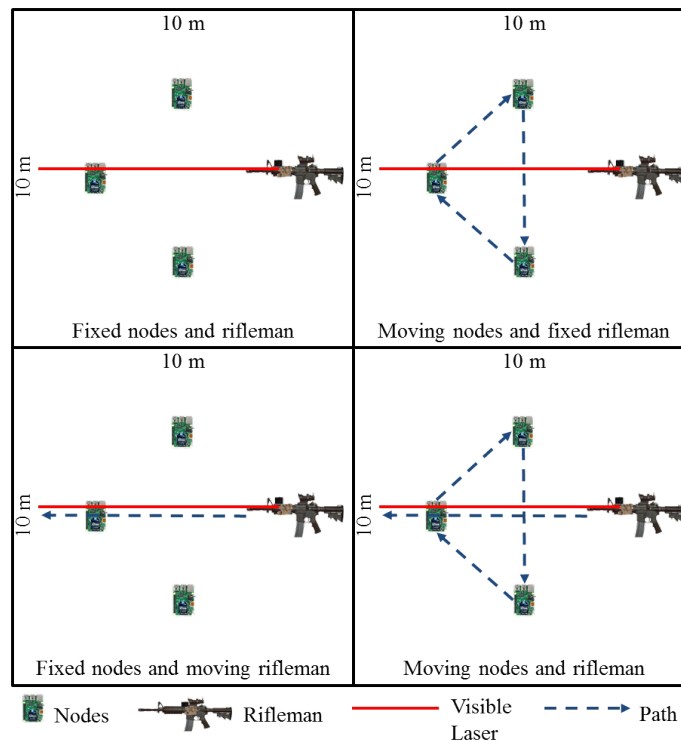 10 m
10 m
10 m
Fixed nodes and rifleman
Moving nodes and fixed rifleman
10 m
10 m
10 m
10 m
Fixed nodes and moving rifleman
Moving nodes and rifleman
Nodes
Rifleman
Visible
Laser
Path